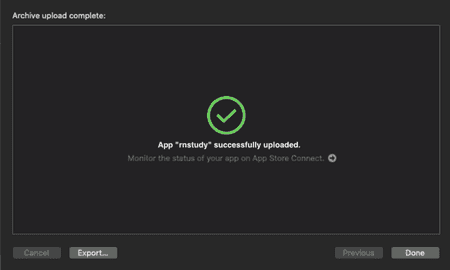 Archive upload complete:
App "rnstudy" successfully uploaded.
Monitor the status of your app on App Store Connect.
Cancel
Export...
Previous
Done